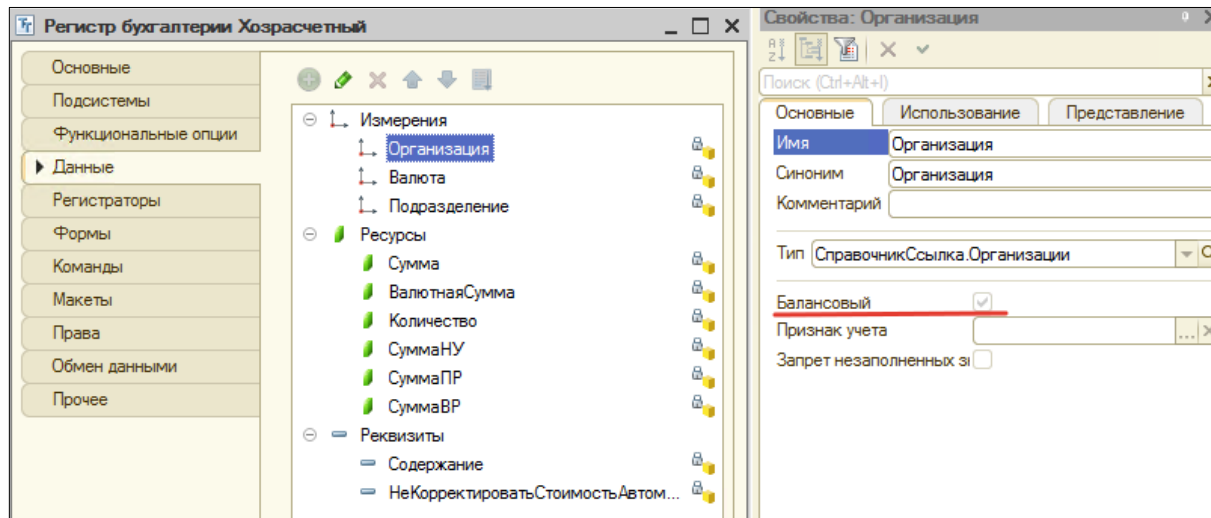 Регистр бухгалтерии Хозрасчетный
Основные
Подсистемы
Функциональные опции
Данные
Регистраторы
Формы
Команды
Макеты
Права
Обмен данными
Прочее
Измерения
Организация
Валюта
Подразделение
Ресурсы
Сумма
ВалютнаяСумма
Количество
СуммаНУ
СуммаПР
СуммаВР
Реквизиты
Содержание
НеКорректироватьСтоимостьАвтом...
Свойства: Организация
Поиск (Ctrl+Alt+I)
Основные Использование Представление
Имя Организация
Синоним Организация
Комментарий
Тип СправочникСсылка.Организации
Балансовый
Признак учета
Запрет незаполненных